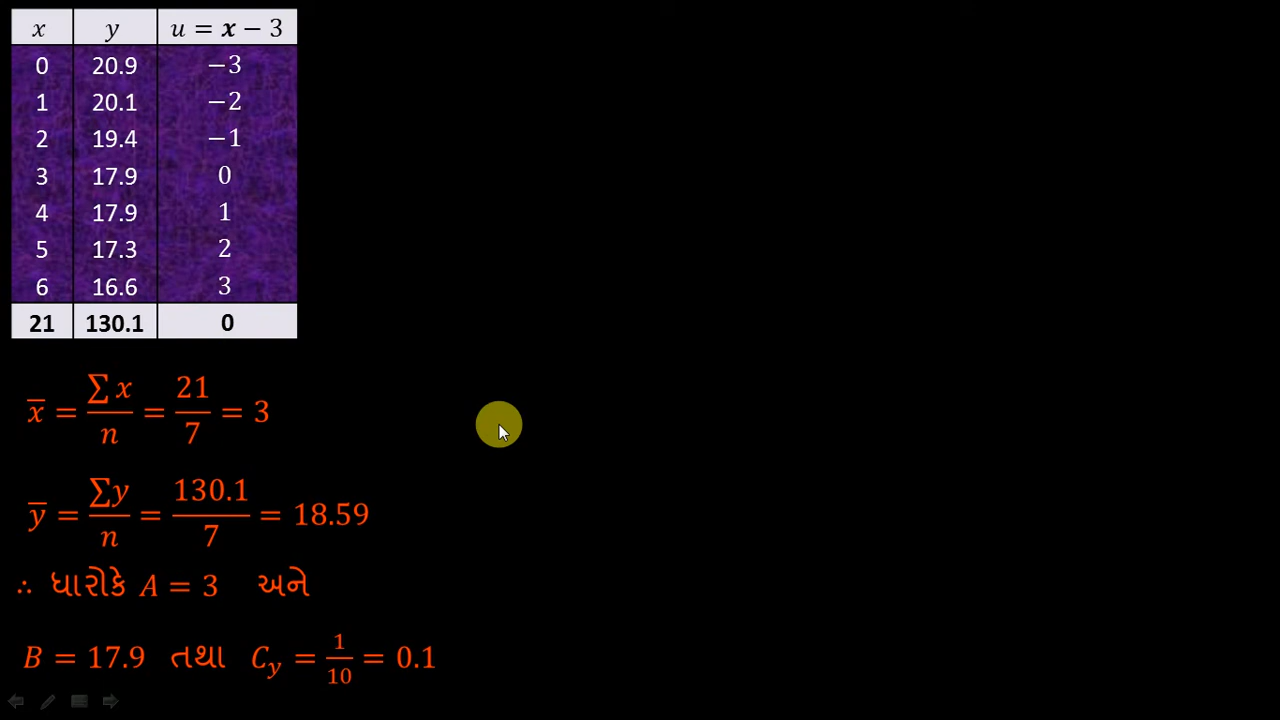 x y u = x − 3
0 20.9 −3
1 20.1 −2
2 19.4 −1
3 17.9 0
4 17.9 1
5 17.3 2
6 16.6 3
21 130.1 0
x̅ = ∑x/n = 21/7 = 3
y̅ = ∑y/n = 130.1/7 = 18.59
∴ ધારોકે A = 3 અને
B = 17.9 તથા C_y = 1/10 = 0.1